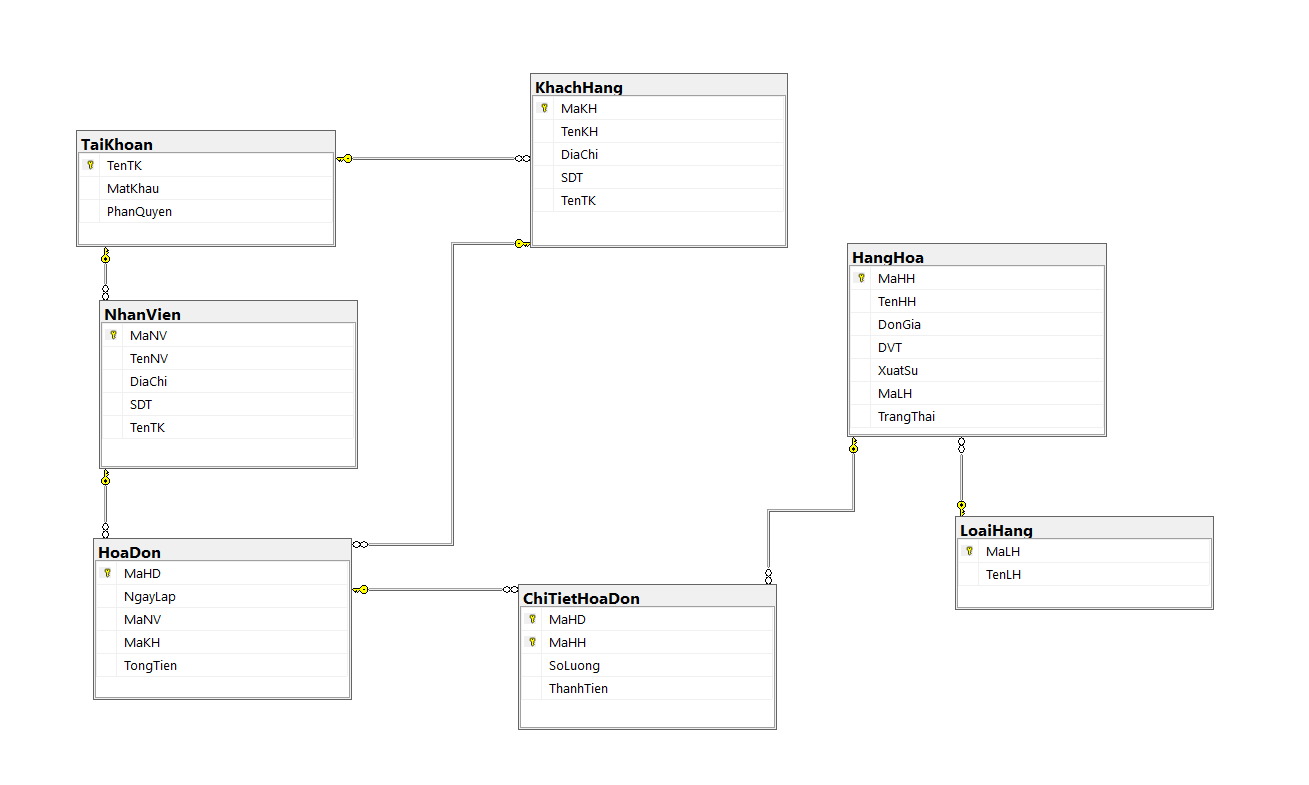 KhachHang
MaKH
TenKH
DiaChi
SDT
TenTK
TaiKhoan
TenTK
MatKhau
PhanQuyen
HangHoa
MaHH
TenHH
DonGia
DVT
XuatSu
MaLH
TrangThai
NhanVien
MaNV
TenNV
DiaChi
SDT
TenTK
LoaiHang
MaLH
TenLH
HoaDon
MaHD
NgayLap
MaNV
MaKH
TongTien
ChiTietHoaDon
MaHD
MaHH
SoLuong
ThanhTien